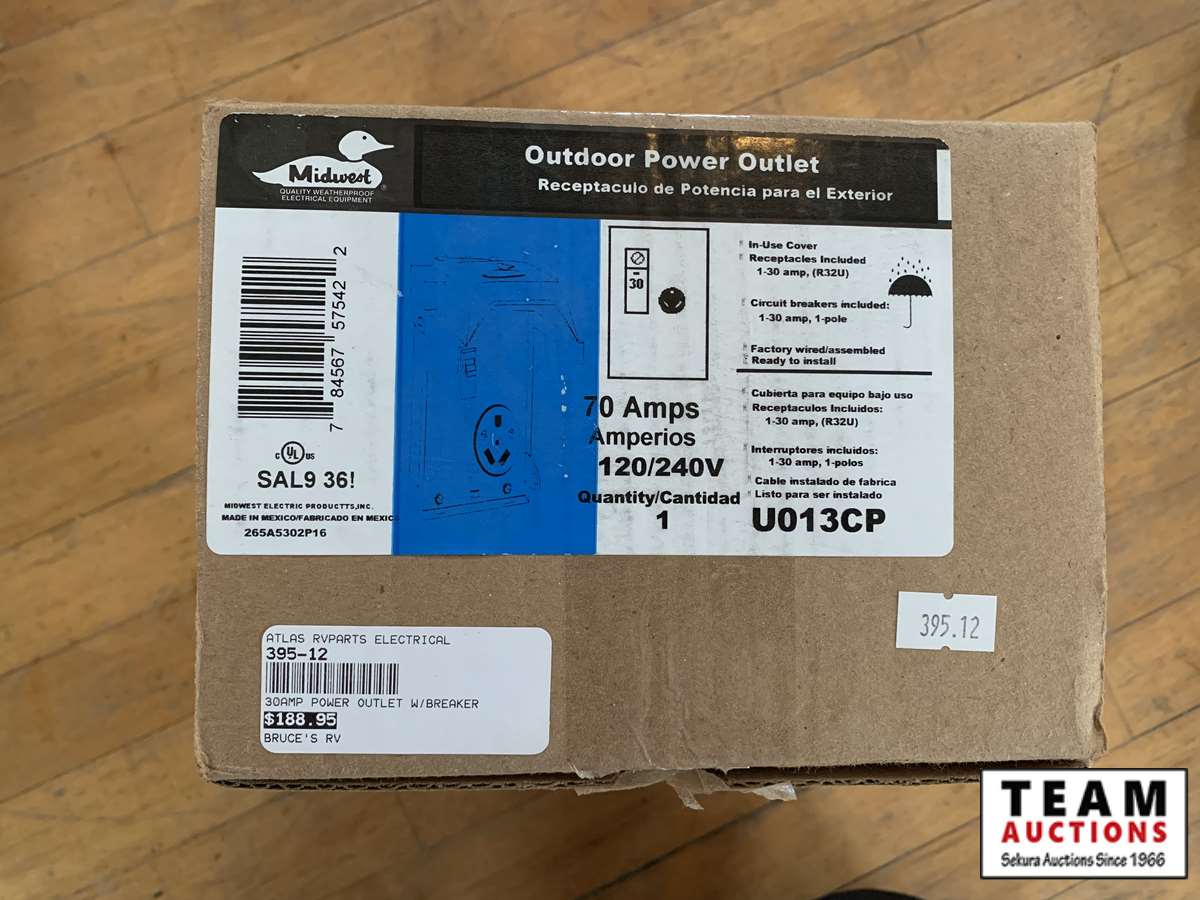 Midwest
®
QUALITY WEATHERPROOF
ELECTRICAL EQUIPMENT
Outdoor Power Outlet
Receptaculo de Potencia para el Exterior
7 84567 57542 2
C UL US
SAL9 36!
MIDWEST ELECTRIC PRODUCTTS,INC.
MADE IN MEXICO/FABRICADO EN MEXICO
265A5302P16
30
70 Amps
Amperios
120/240V
Quantity/Cantidad
1
In-Use Cover
Receptacles Included
1-30 amp, (R32U)
Circuit breakers included:
1-30 amp, 1-pole
Factory wired/assembled
Ready to install
Cubierta para equipo bajo uso
Receptaculos Incluidos:
1-30 amp, (R32U)
Interruptores incluidos:
1-30 amp, 1-polos
Cable instalado de fabrica
Listo para ser instalado
U013CP
ATLAS RVPARTS ELECTRICAL
395-12
30AMP POWER OUTLET W/BREAKER
$188.95
BRUCE'S RV
395.12
TEAM
AUCTIONS
Sekura Auctions Since 1966